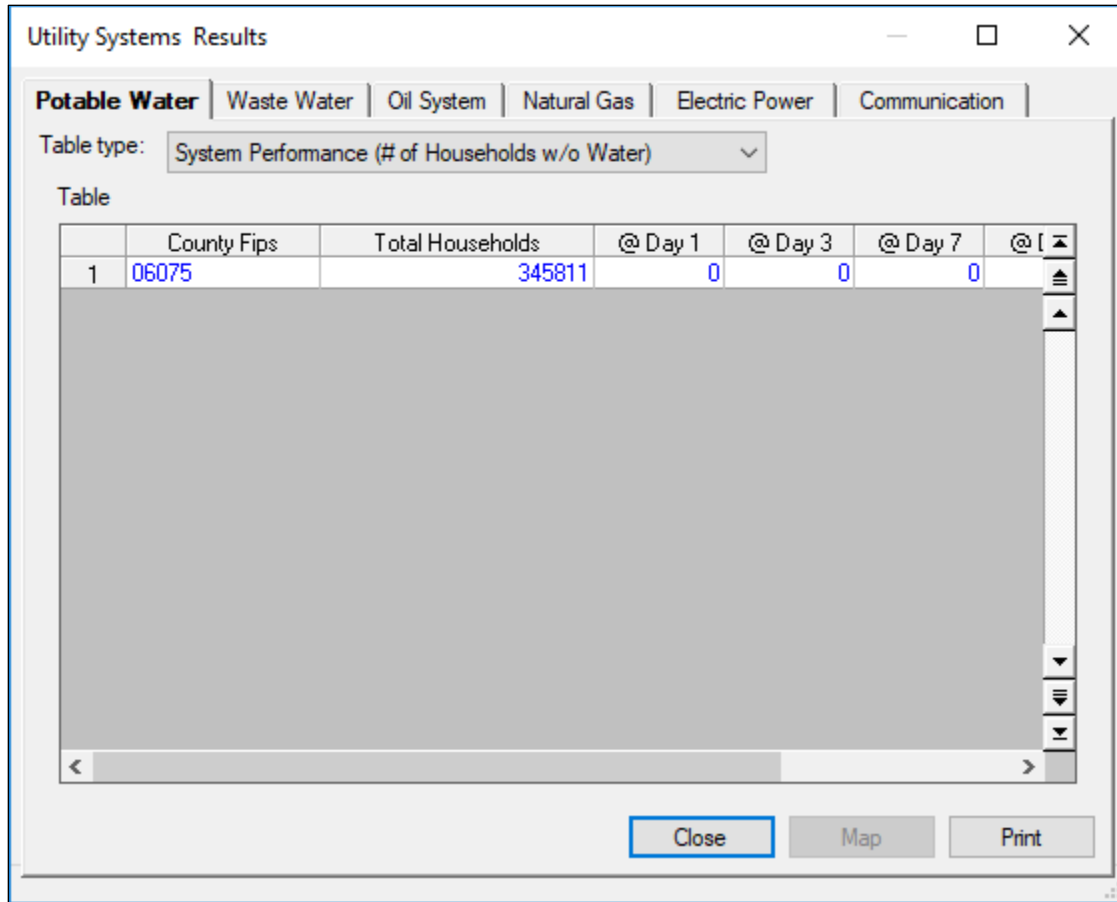 Utility Systems  Results
Potable Water Waste Water Oil System Natural Gas Electric Power Communication
Table type: System Performance (# of Households w/o Water)
Table
County Fips Total Households @ Day 1 @ Day 3 @ Day 7 @
1 06075 345811 0 0 0
Close Map Print